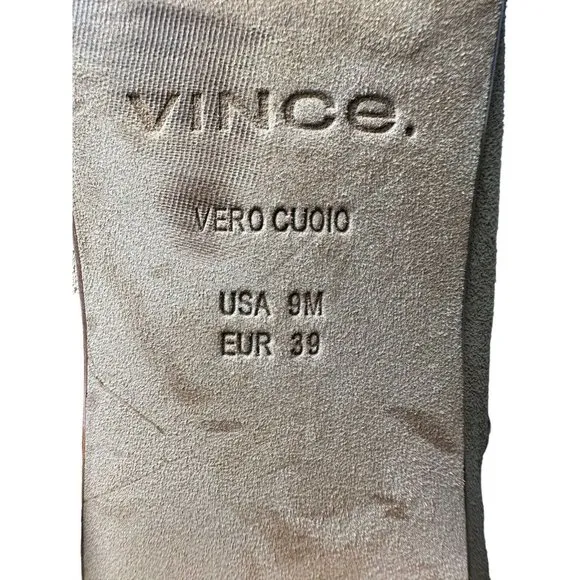 VINCe.
VERO CUOIO
USA 9M
EUR 39